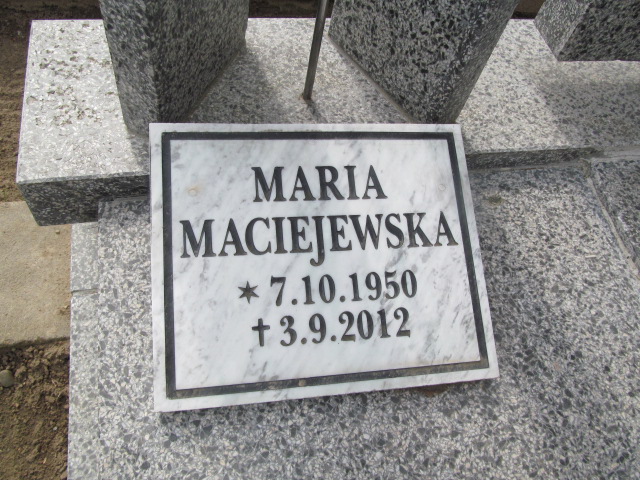 MARIA
MACIEJEWSKA
* 7.10.1950
† 3.9.2012